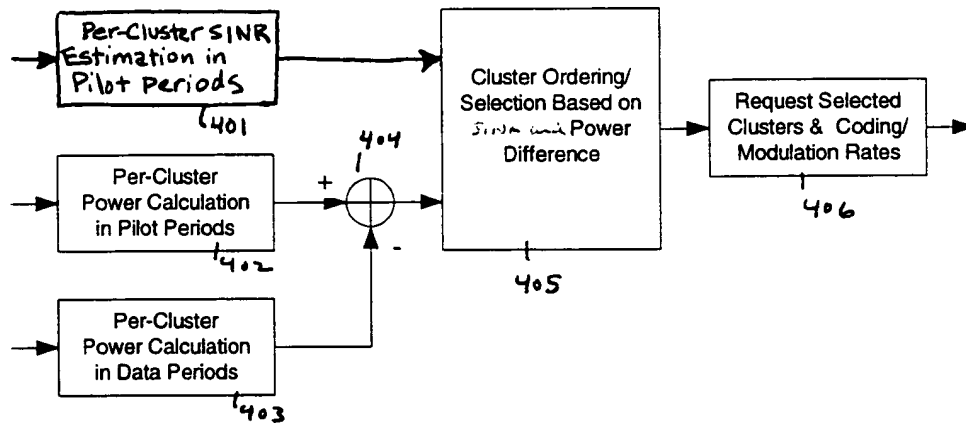 Per-Cluster SINR
Estimation in
Pilot Periods
401
Per-Cluster
Power Calculation
in Pilot Periods
402
Per-Cluster
Power Calculation
in Data Periods
403
+
-
404
Cluster Ordering/
Selection Based on
SINR and Power
Difference
405
Request Selected
Clusters & Coding/
Modulation Rates
406